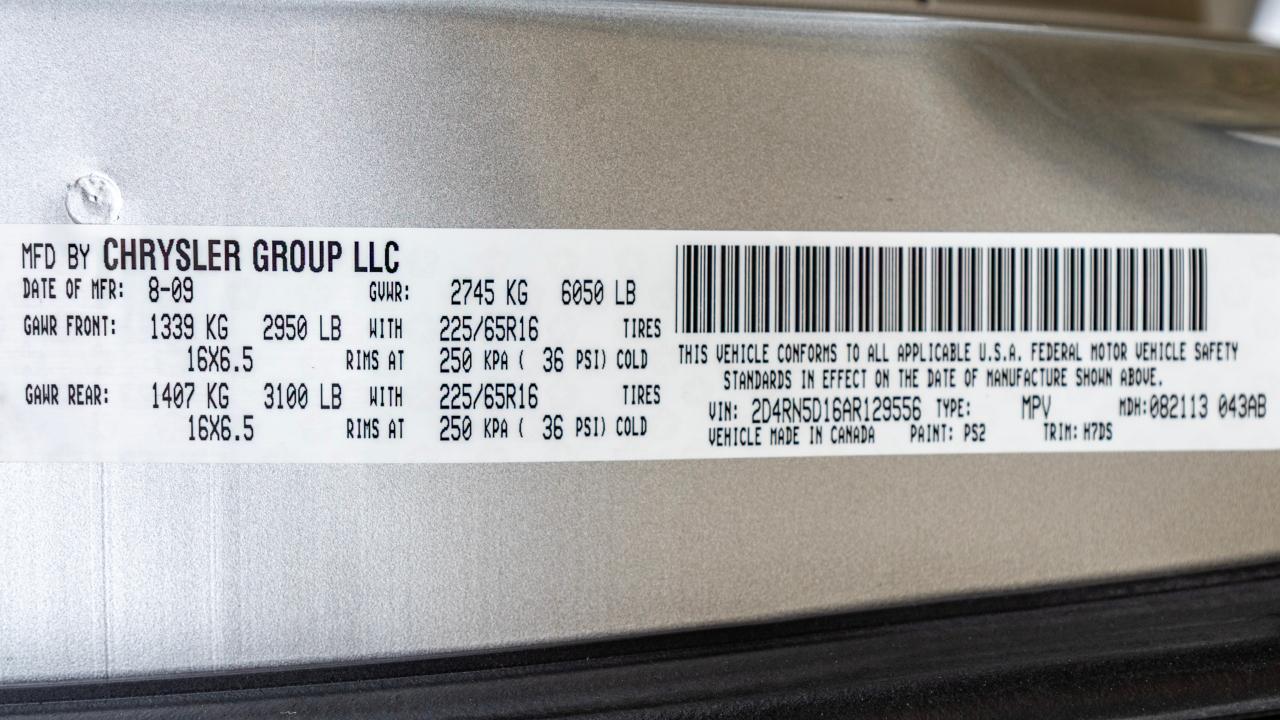 MFD BY CHRYSLER GROUP LLC
DATE OF MFR: 8-09 GVWR: 2745 KG 6050 LB
GAWR FRONT: 1339 KG 2950 LB WITH 225/65R16 TIRES
16X6.5 RIMS AT 250 KPA ( 36 PSI) COLD
GAWR REAR: 1407 KG 3100 LB WITH 225/65R16 TIRES
16X6.5 RIMS AT 250 KPA ( 36 PSI) COLD
THIS VEHICLE CONFORMS TO ALL APPLICABLE U.S.A. FEDERAL MOTOR VEHICLE SAFETY
STANDARDS IN EFFECT ON THE DATE OF MANUFACTURE SHOWN ABOVE.
VIN: 2D4RN5D16AR129556 TYPE: MPV MDH:082113 043AB
VEHICLE MADE IN CANADA PAINT: PS2 TRIM: H7DS